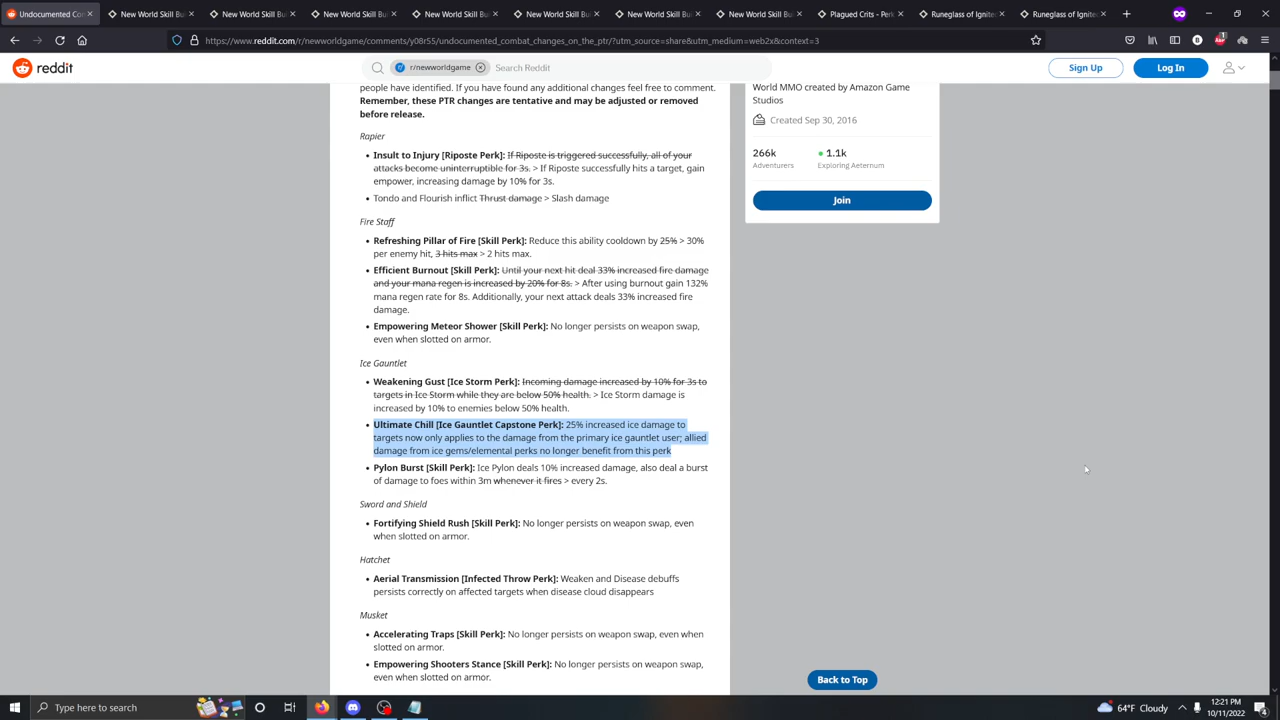 Undocumented Co
New World Skill Bu
New World Skill Bu
New World Skill Bu
New World Skill Bu
New World Skill Bu
New World Skill Bu
New World Skill Bu
Plagued Crits - Perk
Runeglass of Ignite
Runeglass of Ignite
https://www.reddit.com/r/newworldgame/comments/y08r55/undocumented_combat_changes_on_the_ptr/?utm_source=share&utm_medium=web2x&context=3
reddit
r/newworldgame
Search Reddit
Sign Up
Log In
people have identified. If you have found any additional changes feel free to comment.
Remember, these PTR changes are tentative and may be adjusted or removed
before release.
Rapier
• Insult to Injury [Riposte Perk]: If Riposte is triggered successfully, all of your
attacks become uninterruptible for 3s. > If Riposte successfully hits a target, gain
empower, increasing damage by 10% for 3s.
• Tondo and Flourish inflict Thrust damage > Slash damage
Fire Staff
• Refreshing Pillar of Fire [Skill Perk]: Reduce this ability cooldown by 25% > 30%
per enemy hit, 3 hits max > 2 hits max.
• Efficient Burnout [Skill Perk]: Until your next hit deal 33% increased fire damage
and your mana regen is increased by 20% for 8s. > After using burnout gain 132%
mana regen rate for 8s. Additionally, your next attack deals 33% increased fire
damage.
• Empowering Meteor Shower [Skill Perk]: No longer persists on weapon swap,
even when slotted on armor.
Ice Gauntlet
• Weakening Gust [Ice Storm Perk]: Incoming damage increased by 10% for 3s to
targets in Ice Storm while they are below 50% health. > Ice Storm damage is
increased by 10% to enemies below 50% health.
• Ultimate Chill [Ice Gauntlet Capstone Perk]: 25% increased ice damage to
targets now only applies to the damage from the primary ice gauntlet user; allied
damage from ice gems/elemental perks no longer benefit from this perk
• Pylon Burst [Skill Perk]: Ice Pylon deals 10% increased damage, also deal a burst
of damage to foes within 3m whenever it fires > every 2s.
Sword and Shield
• Fortifying Shield Rush [Skill Perk]: No longer persists on weapon swap, even
when slotted on armor.
Hatchet
• Aerial Transmission [Infected Throw Perk]: Weaken and Disease debuffs
persists correctly on affected targets when disease cloud disappears
Musket
• Accelerating Traps [Skill Perk]: No longer persists on weapon swap, even when
slotted on armor.
• Empowering Shooters Stance [Skill Perk]: No longer persists on weapon swap,
even when slotted on armor.
World MMO created by Amazon Game
Studios
Created Sep 30, 2016
266k
1.1k
Adventurers
Exploring Aeternum
Join
Back to Top
Type here to search
64°F Cloudy
12:21 PM
10/11/2022
4